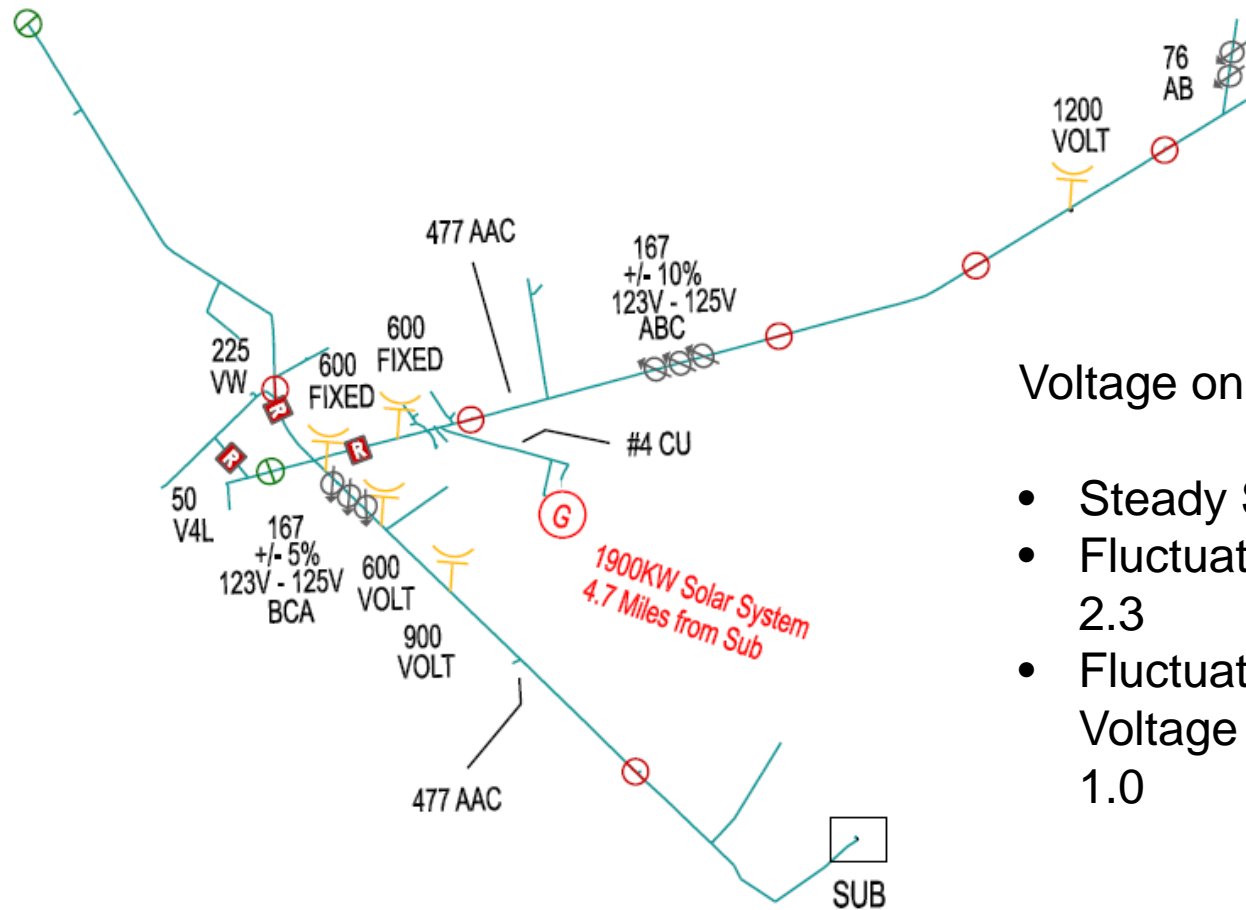 76
AB
1200
VOLT
477 AAC
167
+/- 10%
123V - 125V
ABC
600
FIXED
600
FIXED
225
VW
R
R
R
#4 CU
G
50
V4L
167
+/- 5%
123V - 125V
BCA
600
VOLT
900
VOLT
1900KW Solar System
4.7 Miles from Sub
477 AAC
SUB
Voltage on
• Steady S
• Fluctuat
2.3
• Fluctuat
Voltage
1.0